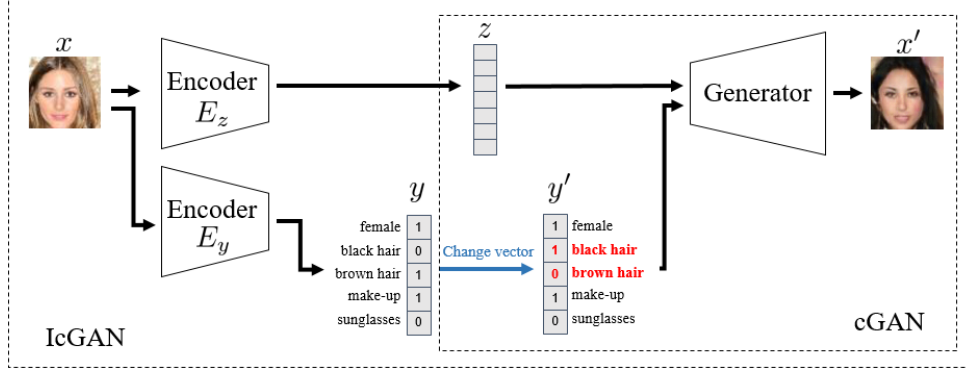 x
Encoder
E_z
z
Generator
x′
Encoder
E_y
y
female 1
black hair 0
brown hair 1
make-up 1
sunglasses 0
Change vector
y′
1 female
1 black hair
0 brown hair
1 make-up
0 sunglasses
IcGAN
cGAN